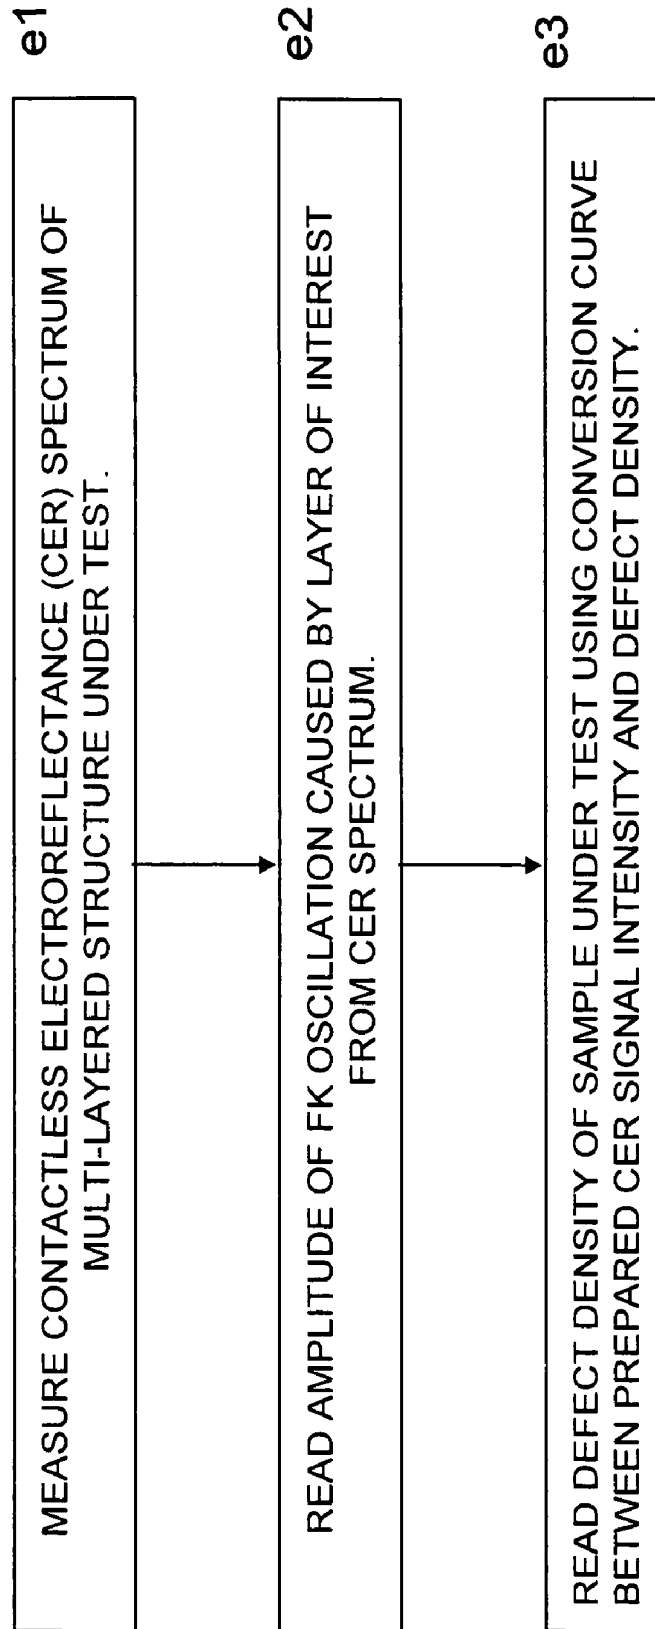 MEASURE CONTACTLESS ELECTROREFLECTANCE (CER) SPECTRUM OF
MULTI-LAYERED STRUCTURE UNDER TEST.
e1
READ AMPLITUDE OF FK OSCILLATION CAUSED BY LAYER OF INTEREST
FROM CER SPECTRUM.
e2
READ DEFECT DENSITY OF SAMPLE UNDER TEST USING CONVERSION CURVE
BETWEEN PREPARED CER SIGNAL INTENSITY AND DEFECT DENSITY.
e3